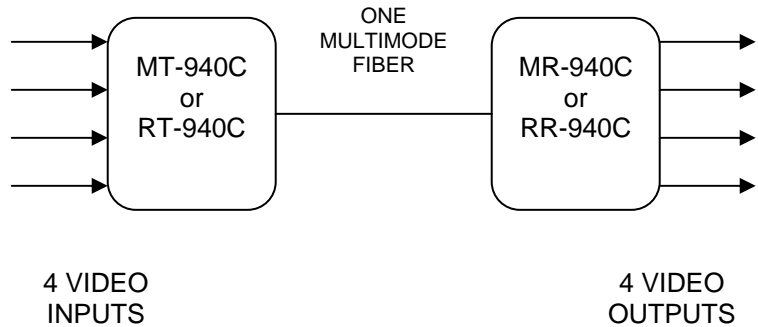 ONE
MULTIMODE
FIBER
MT-940C
or
RT-940C
MR-940C
or
RR-940C
4 VIDEO
INPUTS
4 VIDEO
OUTPUTS